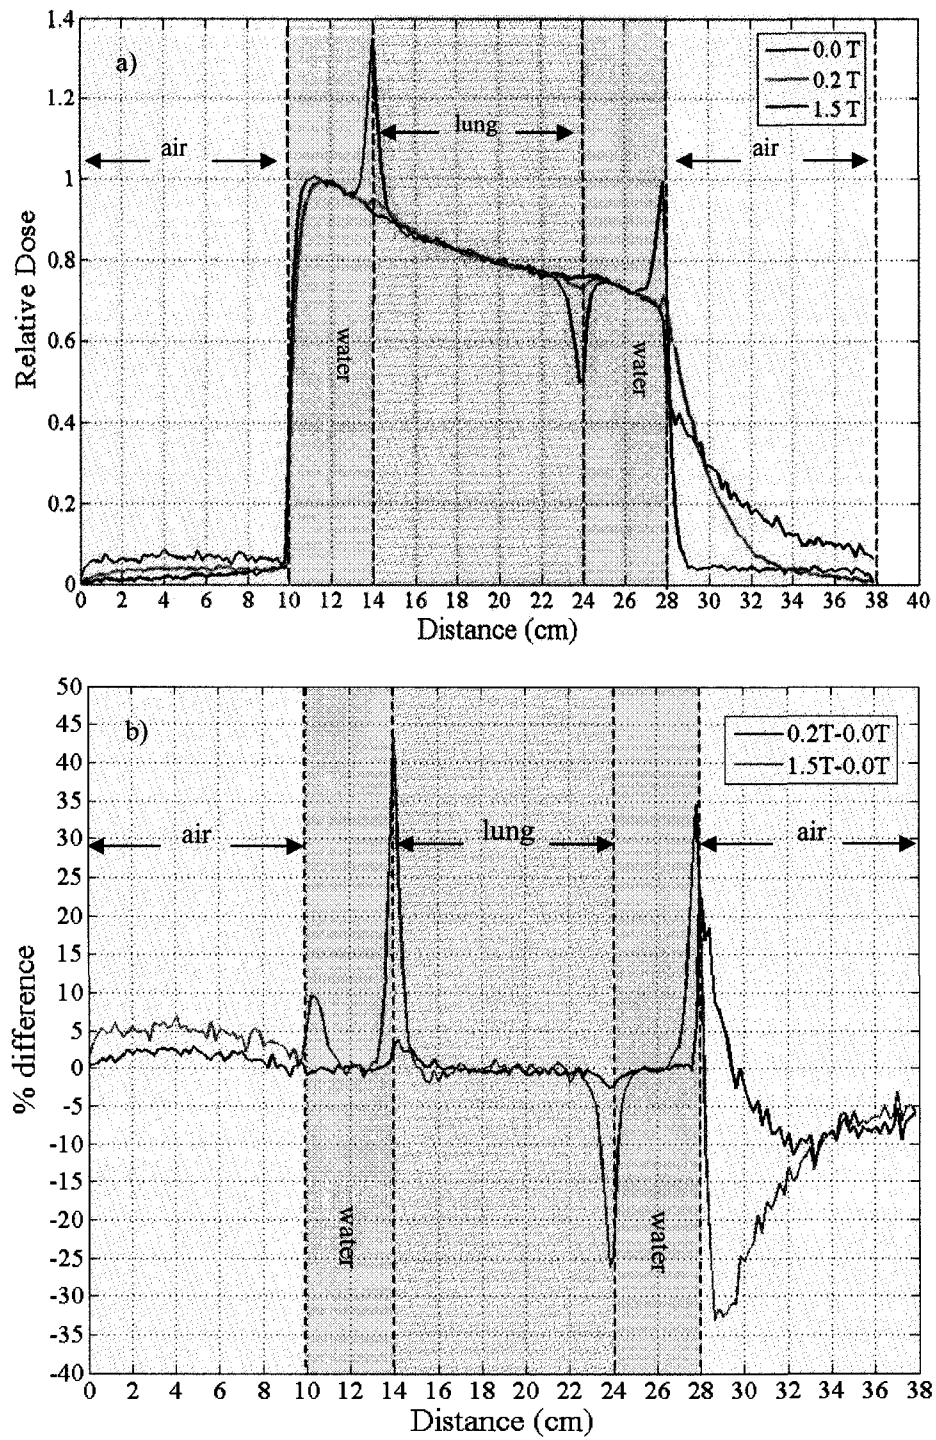 a)
1.4
1.2
1
0.8
0.6
0.4
0.2
0
Relative Dose
0.0 T
0.2 T
1.5 T
air
lung
air
water
water
0 2 4 6 8 10 12 14 16 18 20 22 24 26 28 30 32 34 36 38 40
Distance (cm)
b)
50
45
40
35
30
25
20
15
10
5
0
-5
-10
-15
-20
-25
-30
-35
-40
% difference
0.2T-0.0T
1.5T-0.0T
air
lung
air
water
water
0 2 4 6 8 10 12 14 16 18 20 22 24 26 28 30 32 34 36 38
Distance (cm)